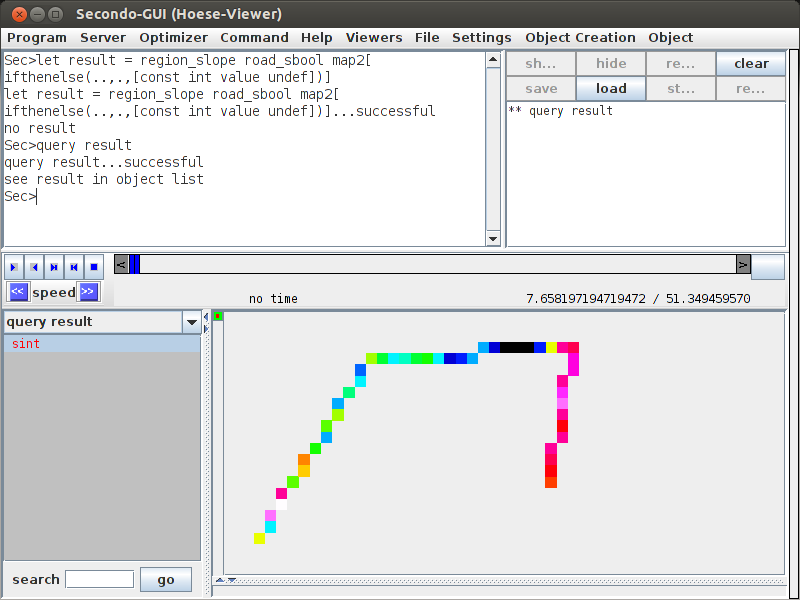 Secondo-GUI (Hoese-Viewer)
Program Server Optimizer Command Help Viewers File Settings Object Creation Object
Sec>let result = region_slope road_sbool map2[
ifthenelse(..,.,[const int value undef])]
let result = region_slope road_sbool map2[
ifthenelse(..,.,[const int value undef])]...successful
no result
Sec>query result
query result...successful
see result in object list
Sec>
sh... hide re... clear
save load st... re...
** query result
< >
<< speed >>
no time 7.658197194719472 / 51.349459570
query result
sint
search go